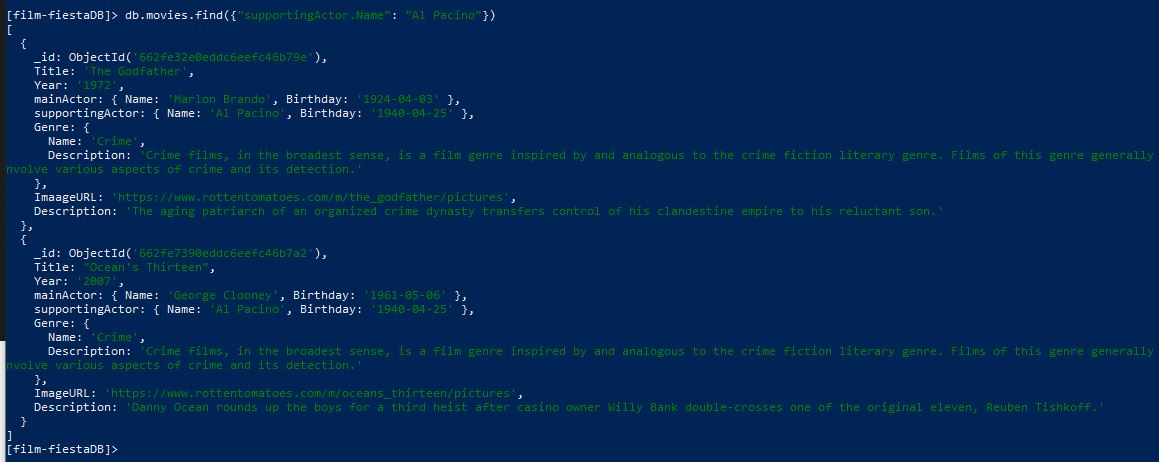 [film-fiestaDB]> db.movies.find({"supportingActor.Name": "Al Pacino"})
[
  {
    _id: ObjectId('662fe32e0eddc6eefc46b79e'),
    Title: 'The Godfather',
    Year: '1972',
    mainActor: { Name: 'Marlon Brando', Birthday: '1924-04-03' },
    supportingActor: { Name: 'Al Pacino', Birthday: '1940-04-25' },
    Genre: {
      Name: 'Crime',
      Description: 'Crime films, in the broadest sense, is a film genre inspired by and analogous to the crime fiction literary genre. Films of this genre generally
nvolve various aspects of crime and its detection.'
    },
    ImaageURL: 'https://www.rottentomatoes.com/m/the_godfather/pictures',
    Description: 'The aging patriarch of an organized crime dynasty transfers control of his clandestine empire to his reluctant son.'
  },
  {
    _id: ObjectId('662fe7390eddc6eefc46b7a2'),
    Title: "Ocean's Thirteen",
    Year: '2007',
    mainActor: { Name: 'George Clooney', Birthday: '1961-05-06' },
    supportingActor: { Name: 'Al Pacino', Birthday: '1940-04-25' },
    Genre: {
      Name: 'Crime',
      Description: 'Crime films, in the broadest sense, is a film genre inspired by and analogous to the crime fiction literary genre. Films of this genre generally
nvolve various aspects of crime and its detection.'
    },
    ImageURL: 'https://www.rottentomatoes.com/m/oceans_thirteen/pictures',
    Description: 'Danny Ocean rounds up the boys for a third heist after casino owner Willy Bank double-crosses one of the original eleven, Reuben Tishkoff.'
  }
]
[film-fiestaDB]>